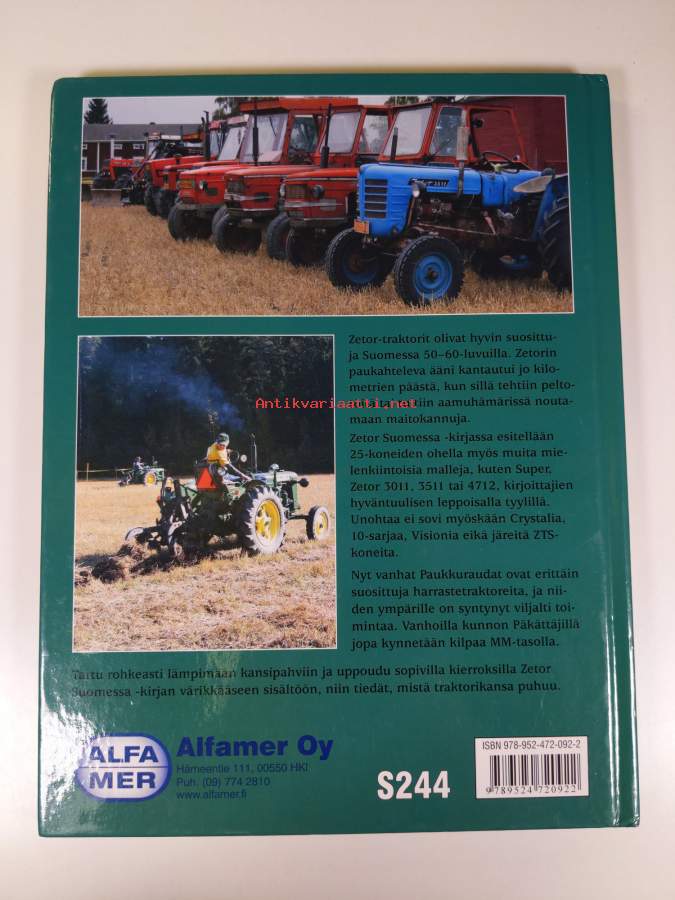 Zetor 3511
Zetor-traktorit olivat hyvin suosittu-
ja Suomessa 50–60-luvuilla. Zetorin
paukahteleva ääni kantautui jo kilo-
metrien päästä, kun sillä tehtiin pelto-
Antikvariaatti.net
aamuhämärissä nouta-
maan maitokannuja.
Zetor Suomessa -kirjassa esitellään
25-koneiden ohella myös muita mie-
lenkiintoisia malleja, kuten Super,
Zetor 3011, 3511 tai 4712, kirjoittajien
hyväntuulisen leppoisalla tyylillä.
Unohtaa ei sovi myöskään Crystalia,
10-sarjaa, Visionia eikä järeitä ZTS-
koneita.
Nyt vanhat Paukkuraudat ovat erittäin
suosittuja harrastetraktoreita, ja nii-
den ympärille on syntynyt viljalti toi-
mintaa. Vanhoilla kunnon Päkättäjillä
jopa kynnetään kilpaa MM-tasolla.
Tartu rohkeasti lämpimään kansipahviin ja uppoudu sopivilla kierroksilla Zetor
Suomessa -kirjan värikkääseen sisältöön, niin tiedät, mistä traktorikansa puhuu.
ALFA
MER
Alfamer Oy
Hämeentie 111, 00550 HKI
Puh. (09) 774 2810
www.alfamer.fi
S244
ISBN 978-952-472-092-2
9 789524 720922